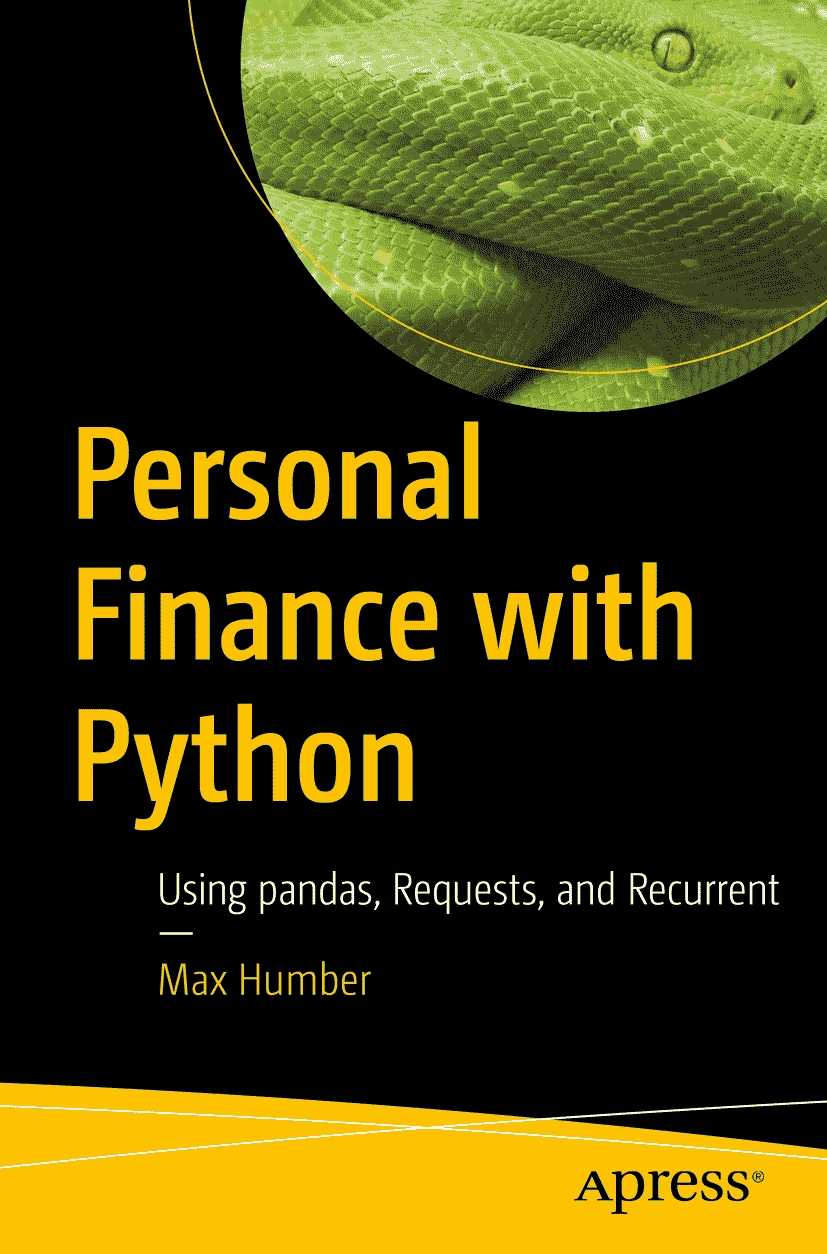 Personal
Finance with
Python
Using pandas, Requests, and Recurrent
Max Humber
Apress®